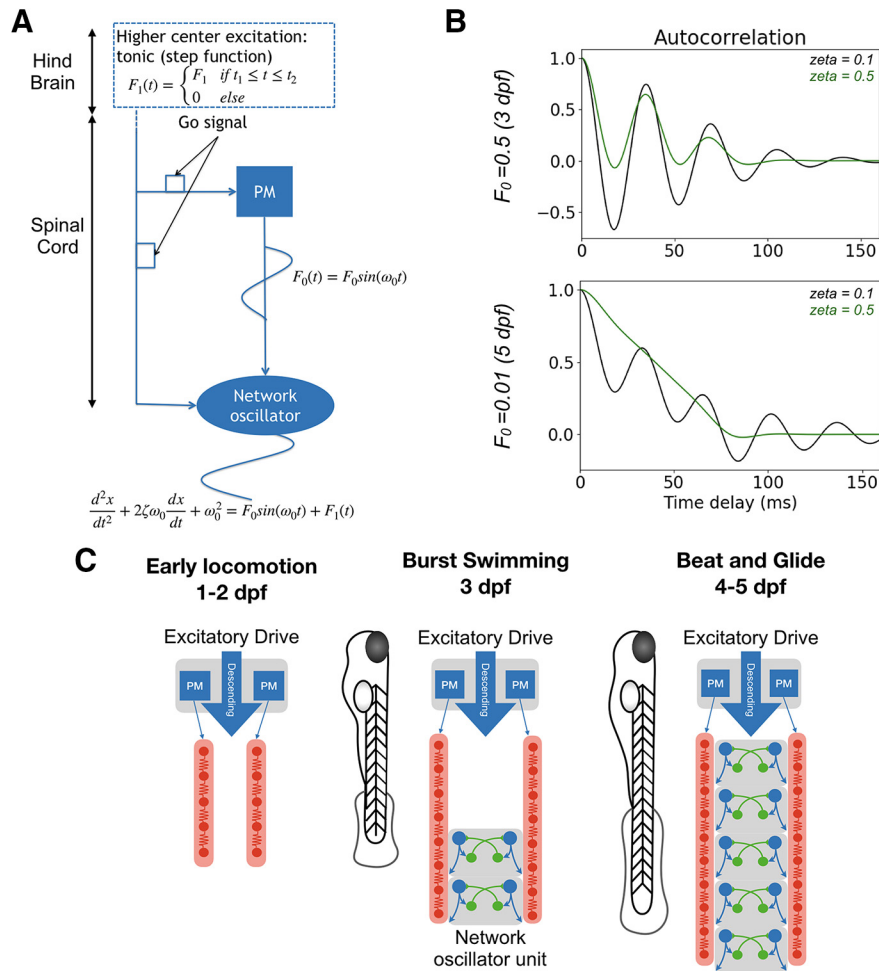 A
Higher center excitation:
tonic (step function)
F₁(t) = { F₁ if t₁ ≤ t ≤ t₂
0 else
Hind
Brain
Go signal
PM
Spinal
Cord
F₀(t) = F₀sin(ω₀t)
Network
oscillator
d²x/dt² + 2ζω₀ dx/dt + ω₀² = F₀sin(ω₀t) + F₁(t)
B
Autocorrelation
zeta = 0.1
zeta = 0.5
F₀=0.5 (3 dpf)
1.0
0.5
0.0
−0.5
0 50 100 150
zeta = 0.1
zeta = 0.5
F₀=0.01 (5 dpf)
1.0
0.5
0.0
0 50 100 150
Time delay (ms)
C
Early locomotion
1-2 dpf
Excitatory Drive
PM
Descending
PM
Burst Swimming
3 dpf
Excitatory Drive
PM
Descending
PM
Network
oscillator unit
Beat and Glide
4-5 dpf
Excitatory Drive
PM
Descending
PM